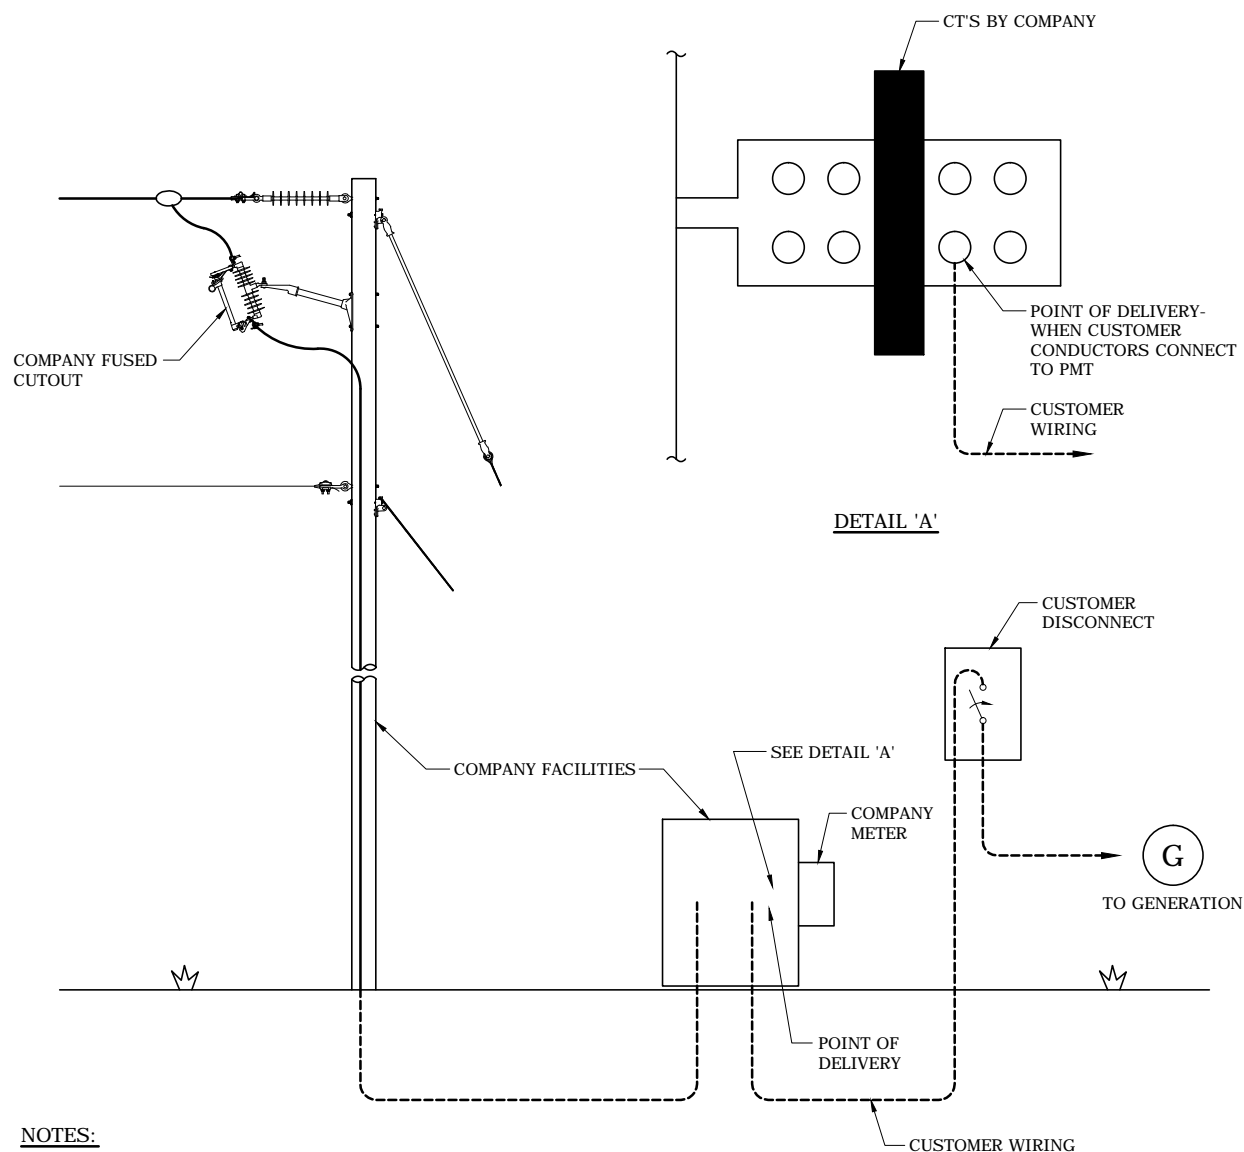 CT'S BY COMPANY
POINT OF DELIVERY-
WHEN CUSTOMER
CONDUCTORS CONNECT
TO PMT
COMPANY FUSED
CUTOUT
CUSTOMER
WIRING
DETAIL 'A'
CUSTOMER
DISCONNECT
SEE DETAIL 'A'
COMPANY FACILITIES
COMPANY
METER
G
TO GENERATION
POINT OF
DELIVERY
NOTES:
CUSTOMER WIRING